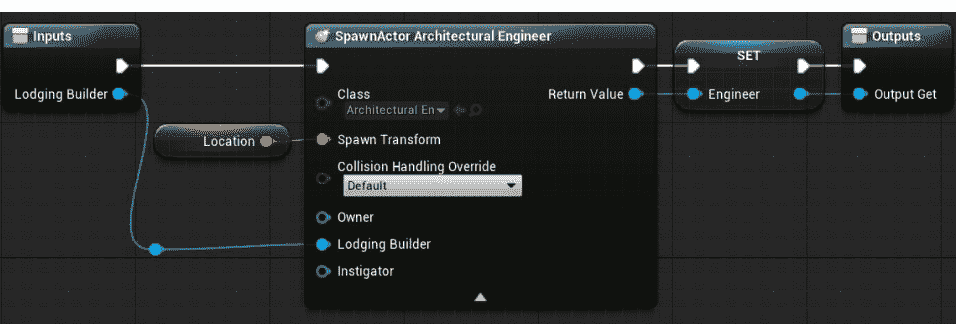 Inputs
Lodging Builder
Location
SpawnActor Architectural Engineer
Class
Architectural En
Return Value
Spawn Transform
Collision Handling Override
Default
Owner
Lodging Builder
Instigator
SET
Engineer
Outputs
Output Get